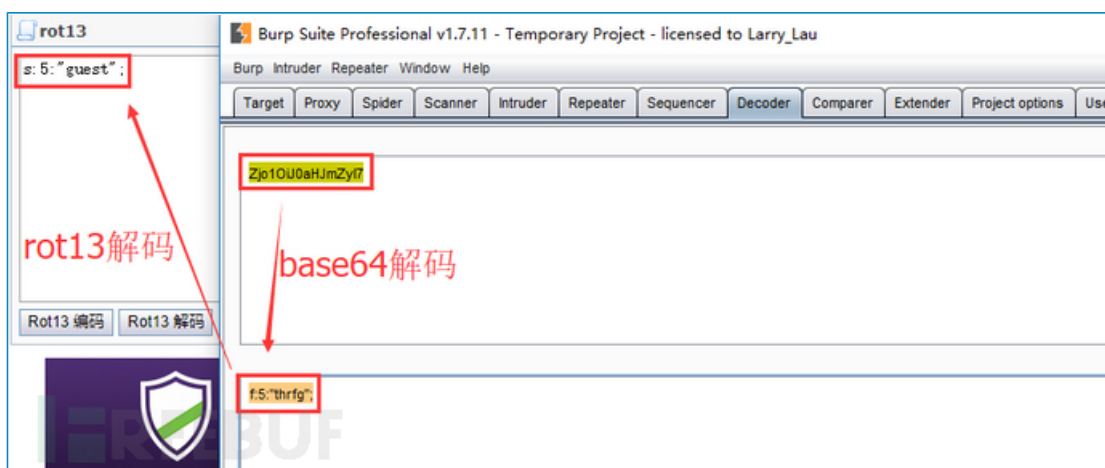 rot13
s:5:"guest";
rot13解码
Rot13 编码 Rot13 解码
Burp Suite Professional v1.7.11 - Temporary Project - licensed to Larry_Lau
Burp Intruder Repeater Window Help
Target Proxy Spider Scanner Intruder Repeater Sequencer Decoder Comparer Extender Project options Use
Zjo1OiJ0aHJmZyI7
base64解码
f:5:"thrfg";
FREEBUF